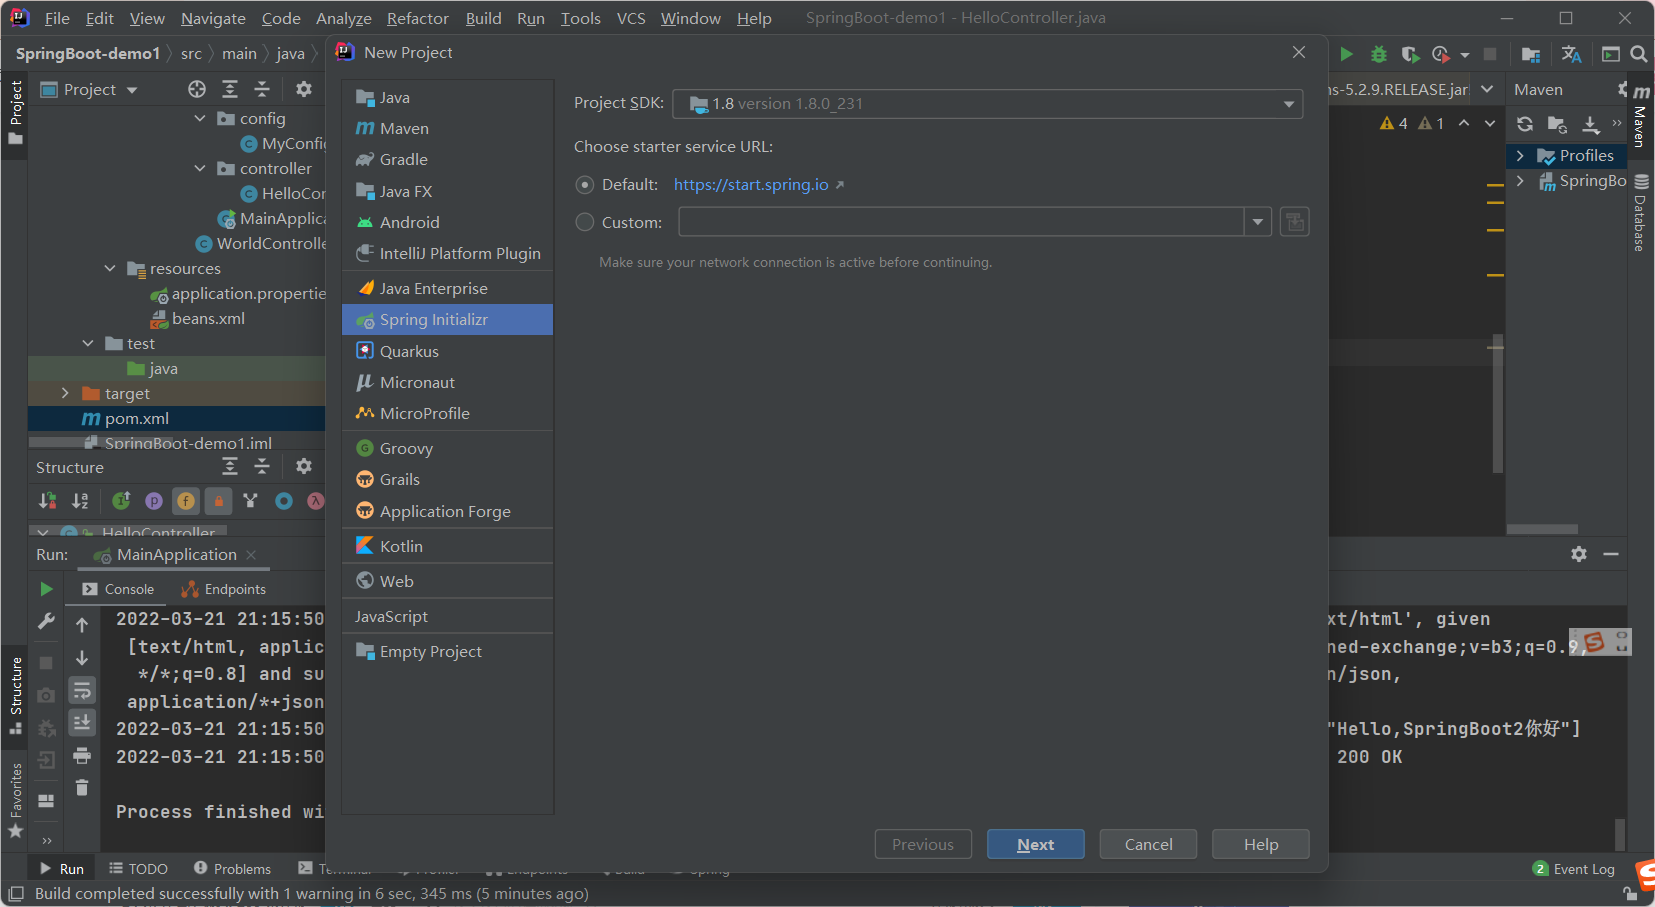 File Edit View Navigate Code Analyze Refactor Build Run Tools VCS Window Help SpringBoot-demo1 - HelloController.java
SpringBoot-demo1 src main java
Project
config
MyConfig
controller
HelloCor
MainApplica
WorldControlle
resources
application.propertie
beans.xml
test
java
target
pom.xml
SpringBoot-demo1.iml
Structure
HelloController
New Project
Java
Maven
Gradle
Java FX
Android
IntelliJ Platform Plugin
Java Enterprise
Spring Initializr
Quarkus
Micronaut
MicroProfile
Groovy
Grails
Application Forge
Kotlin
Web
JavaScript
Empty Project
Project SDK: 1.8 version 1.8.0_231
Choose starter service URL:
Default: https://start.spring.io
Custom:
Make sure your network connection is active before continuing.
Previous Next Cancel Help
ns-5.2.9.RELEASE.jar
4 1
Maven
Profiles
SpringBo
Project
Structure
Favorites
Maven
Database
Run: MainApplication
Console Endpoints
2022-03-21 21:15:50
[text/html, applic
*/*;q=0.8] and su
application/*+json
2022-03-21 21:15:50
2022-03-21 21:15:50
Process finished wi
xt/html', given
ned-exchange;v=b3;q=0.9,
n/json,
"Hello,SpringBoot2你好"]
200 OK
Run TODO Problems Terminal Profiler Endpoints Build Spring 2 Event Log
Build completed successfully with 1 warning in 6 sec, 345 ms (5 minutes ago)